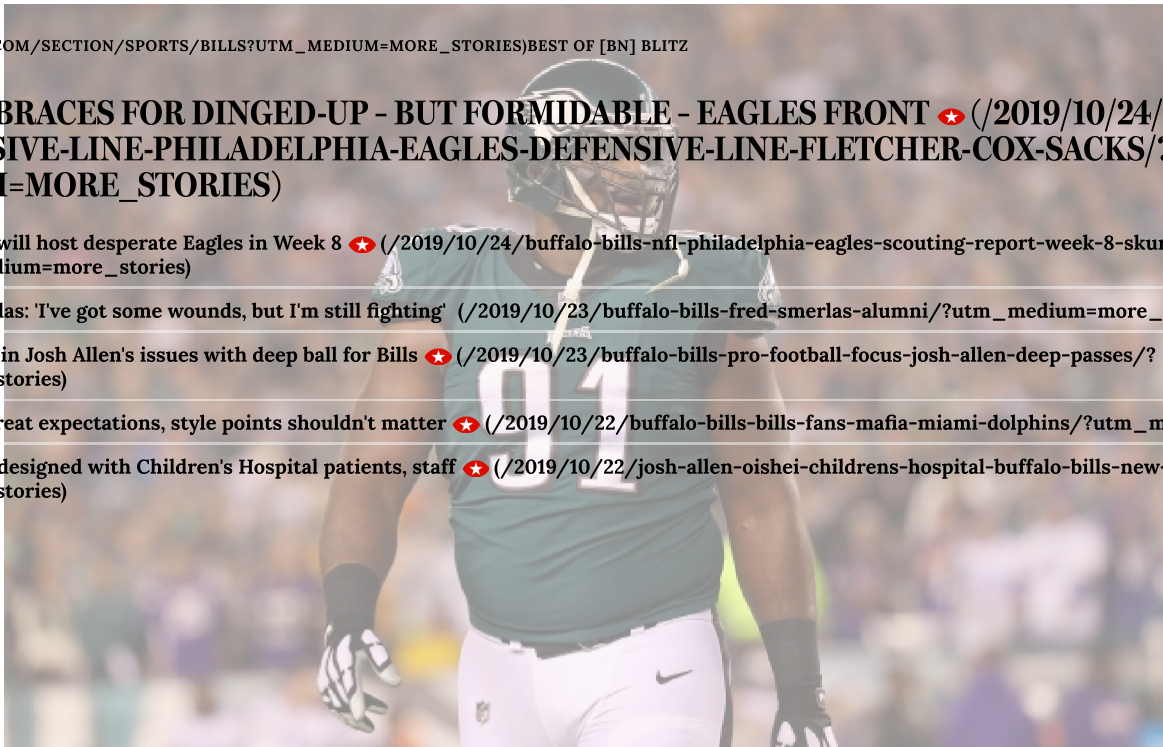 COM/SECTION/SPORTS/BILLS?UTM_MEDIUM=MORE_STORIES)BEST OF [BN] BLITZ
BRACES FOR DINGED-UP – BUT FORMIDABLE – EAGLES FRONT (/2019/10/24/
SIVE-LINE-PHILADELPHIA-EAGLES-DEFENSIVE-LINE-FLETCHER-COX-SACKS/?
M=MORE_STORIES)
will host desperate Eagles in Week 8 (/2019/10/24/buffalo-bills-nfl-philadelphia-eagles-scouting-report-week-8-skur
dium=more_stories)
las: 'I've got some wounds, but I'm still fighting' (/2019/10/23/buffalo-bills-fred-smerlas-alumni/?utm_medium=more_
in Josh Allen's issues with deep ball for Bills (/2019/10/23/buffalo-bills-pro-football-focus-josh-allen-deep-passes/?
stories)
reat expectations, style points shouldn't matter (/2019/10/22/buffalo-bills-bills-fans-mafia-miami-dolphins/?utm_m
designed with Children's Hospital patients, staff (/2019/10/22/josh-allen-oishei-childrens-hospital-buffalo-bills-new-
stories)
91